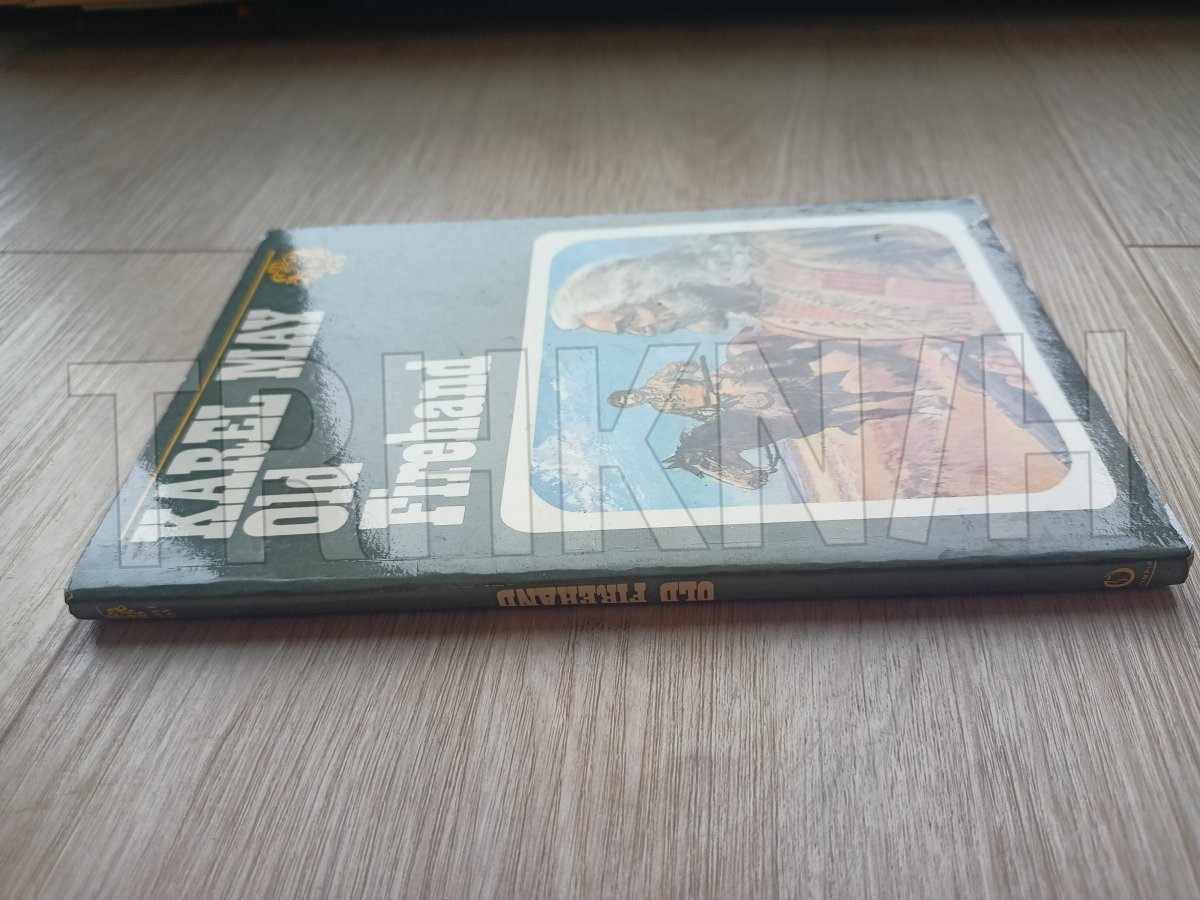 KAREL MAY
Old
Firehand
OLD FIREHAND
TRHKNIH